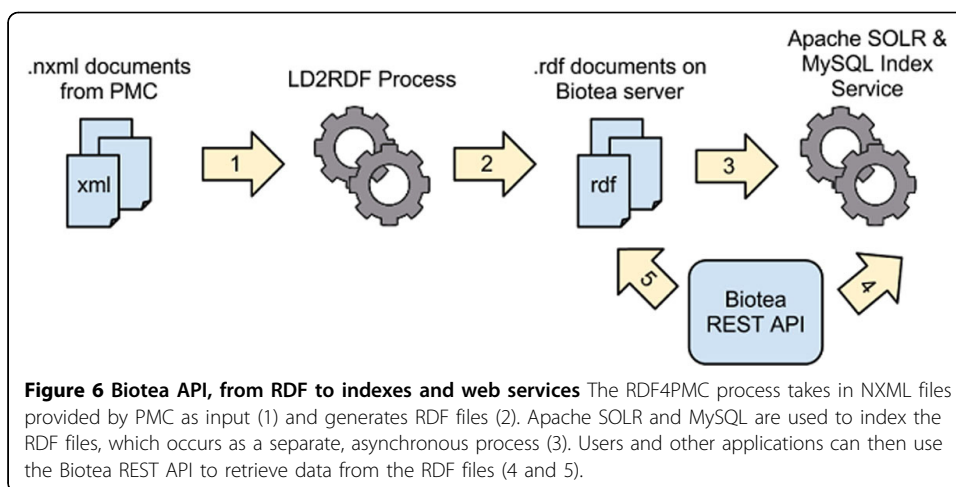 .nxml documents
from PMC
LD2RDF Process
.rdf documents on
Biotea server
Apache SOLR &
MySQL Index
Service
xml
1
2
rdf
3
5
4
Biotea
REST API
Figure 6 Biotea API, from RDF to indexes and web services The RDF4PMC process takes in NXML files
provided by PMC as input (1) and generates RDF files (2). Apache SOLR and MySQL are used to index the
RDF files, which occurs as a separate, asynchronous process (3). Users and other applications can then use
the Biotea REST API to retrieve data from the RDF files (4 and 5).